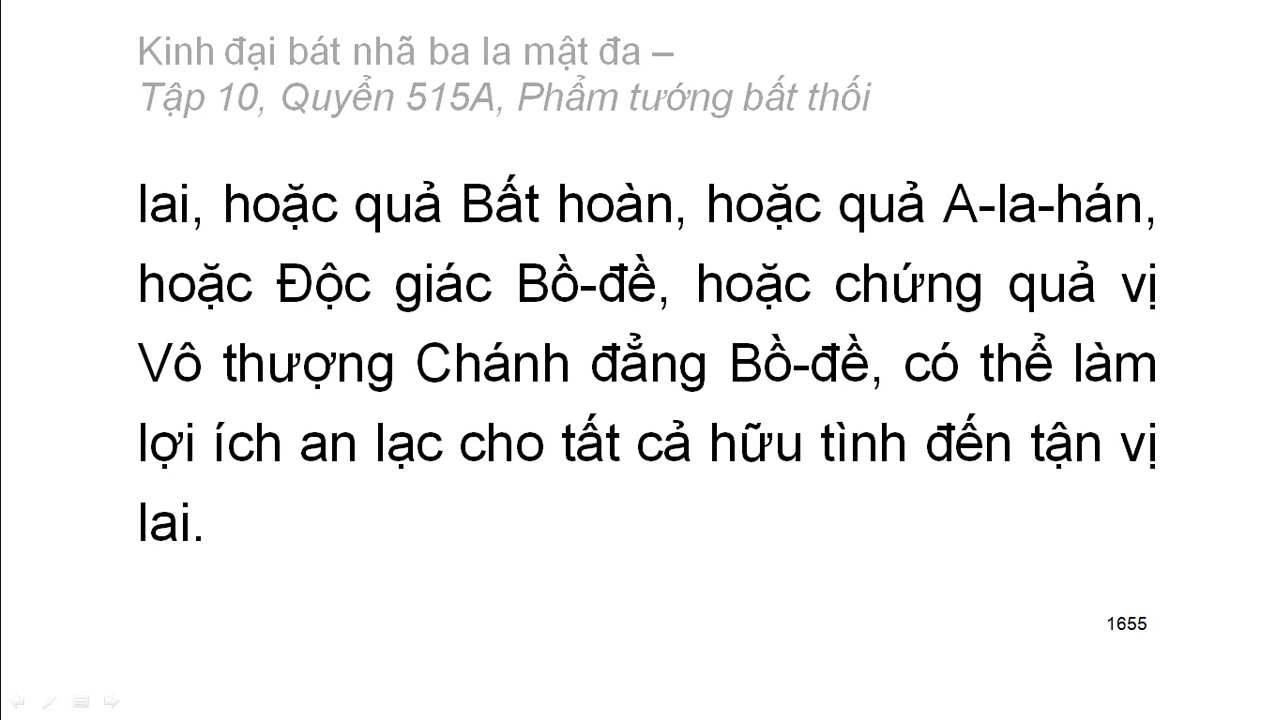 Kinh đại bát nhã ba la mật đa –
Tập 10, Quyển 515A, Phẩm tướng bất thối
lai, hoặc quả Bất hoàn, hoặc quả A-la-hán,
hoặc Độc giác Bồ-đề, hoặc chứng quả vị
Vô thượng Chánh đẳng Bồ-đề, có thể làm
lợi ích an lạc cho tất cả hữu tình đến tận vị
lai.
1655